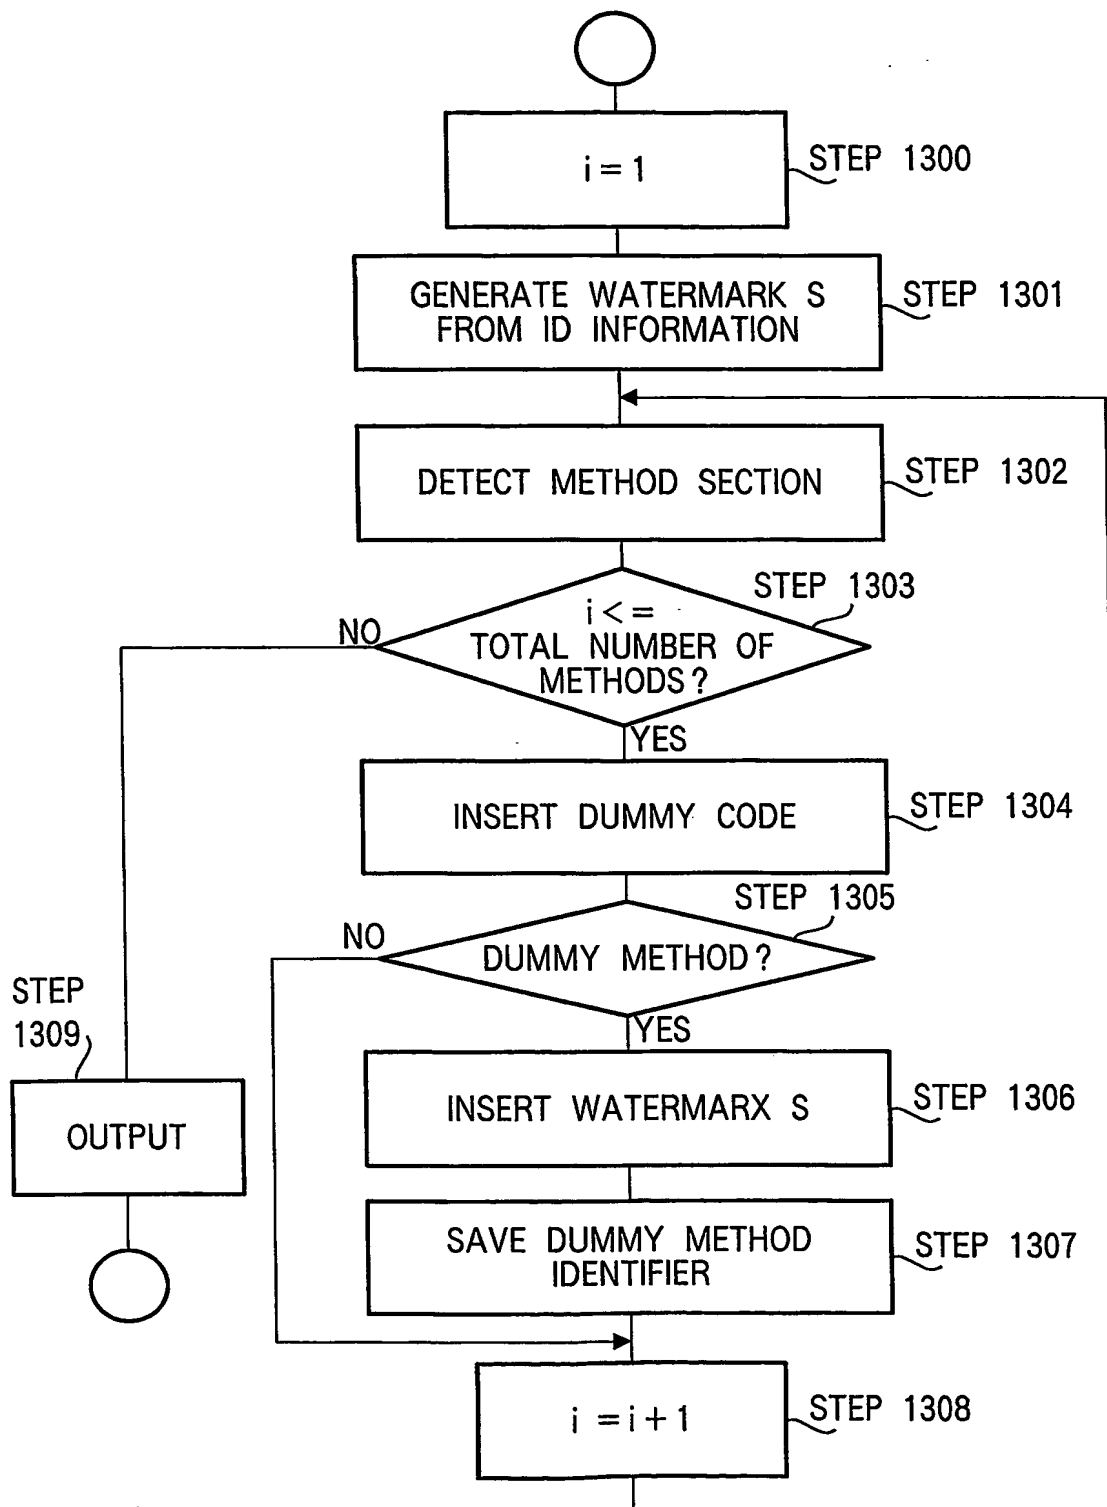 i = 1
STEP 1300
GENERATE WATERMARK S
FROM ID INFORMATION
STEP 1301
DETECT METHOD SECTION
STEP 1302
STEP 1303
i < =
TOTAL NUMBER OF
METHODS ?
NO
YES
INSERT DUMMY CODE
STEP 1304
STEP 1305
NO
DUMMY METHOD ?
YES
STEP
1309
OUTPUT
INSERT WATERMARX S
STEP 1306
SAVE DUMMY METHOD
IDENTIFIER
STEP 1307
i = i + 1
STEP 1308